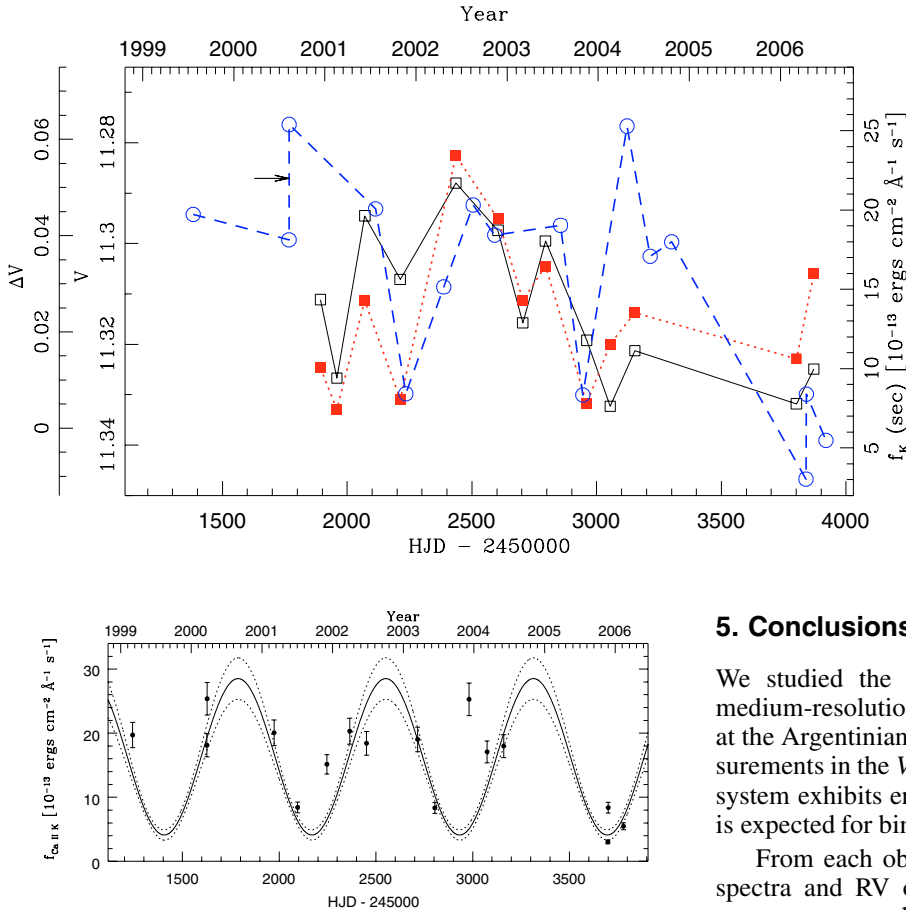 Year
1999 2000 2001 2002 2003 2004 2005 2006
ΔV
0.06
0.04
0.02
0
V
11.28
11.3
11.32
11.34
25
20
15
10
5
f_K (sec) [10^-13 ergs cm^-2 Å^-1 s^-1]
1500 2000 2500 3000 3500 4000
HJD - 2450000
Year
1999 2000 2001 2002 2003 2004 2005 2006
f_Ca II K [10^-13 ergs cm^-2 Å^-1 s^-1]
30
20
10
0
1500 2000 2500 3000 3500
HJD - 245000
5. Conclusions
We studied the
medium-resolution
at the Argentinian
surements in the V
system exhibits e
is expected for bin
From each ob
spectra and RV